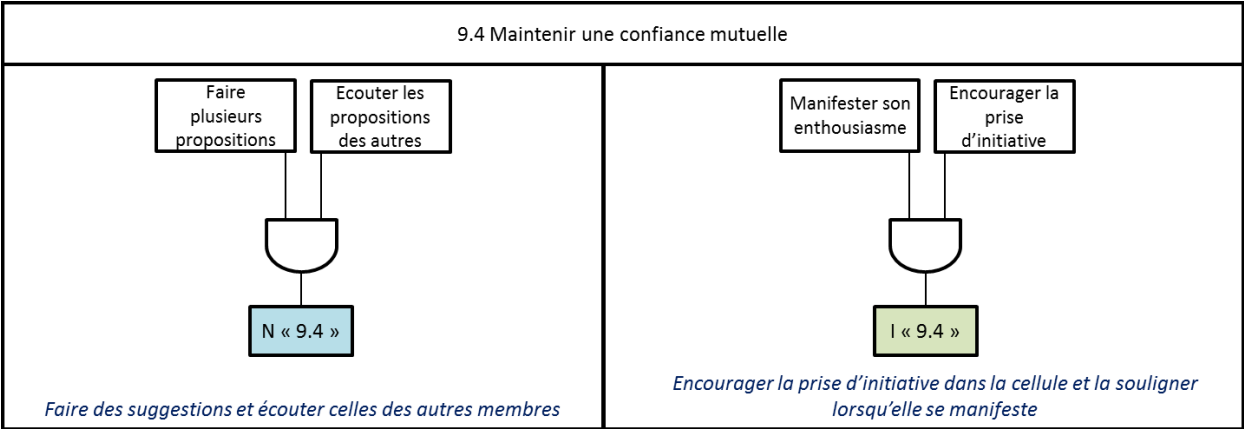 9.4 Maintenir une confiance mutuelle
Faire
plusieurs
propositions
Ecouter les
propositions
des autres
N « 9.4 »
Faire des suggestions et écouter celles des autres membres
Manifester son
enthousiasme
Encourager la
prise
d’initiative
I « 9.4 »
Encourager la prise d’initiative dans la cellule et la souligner
lorsqu’elle se manifeste